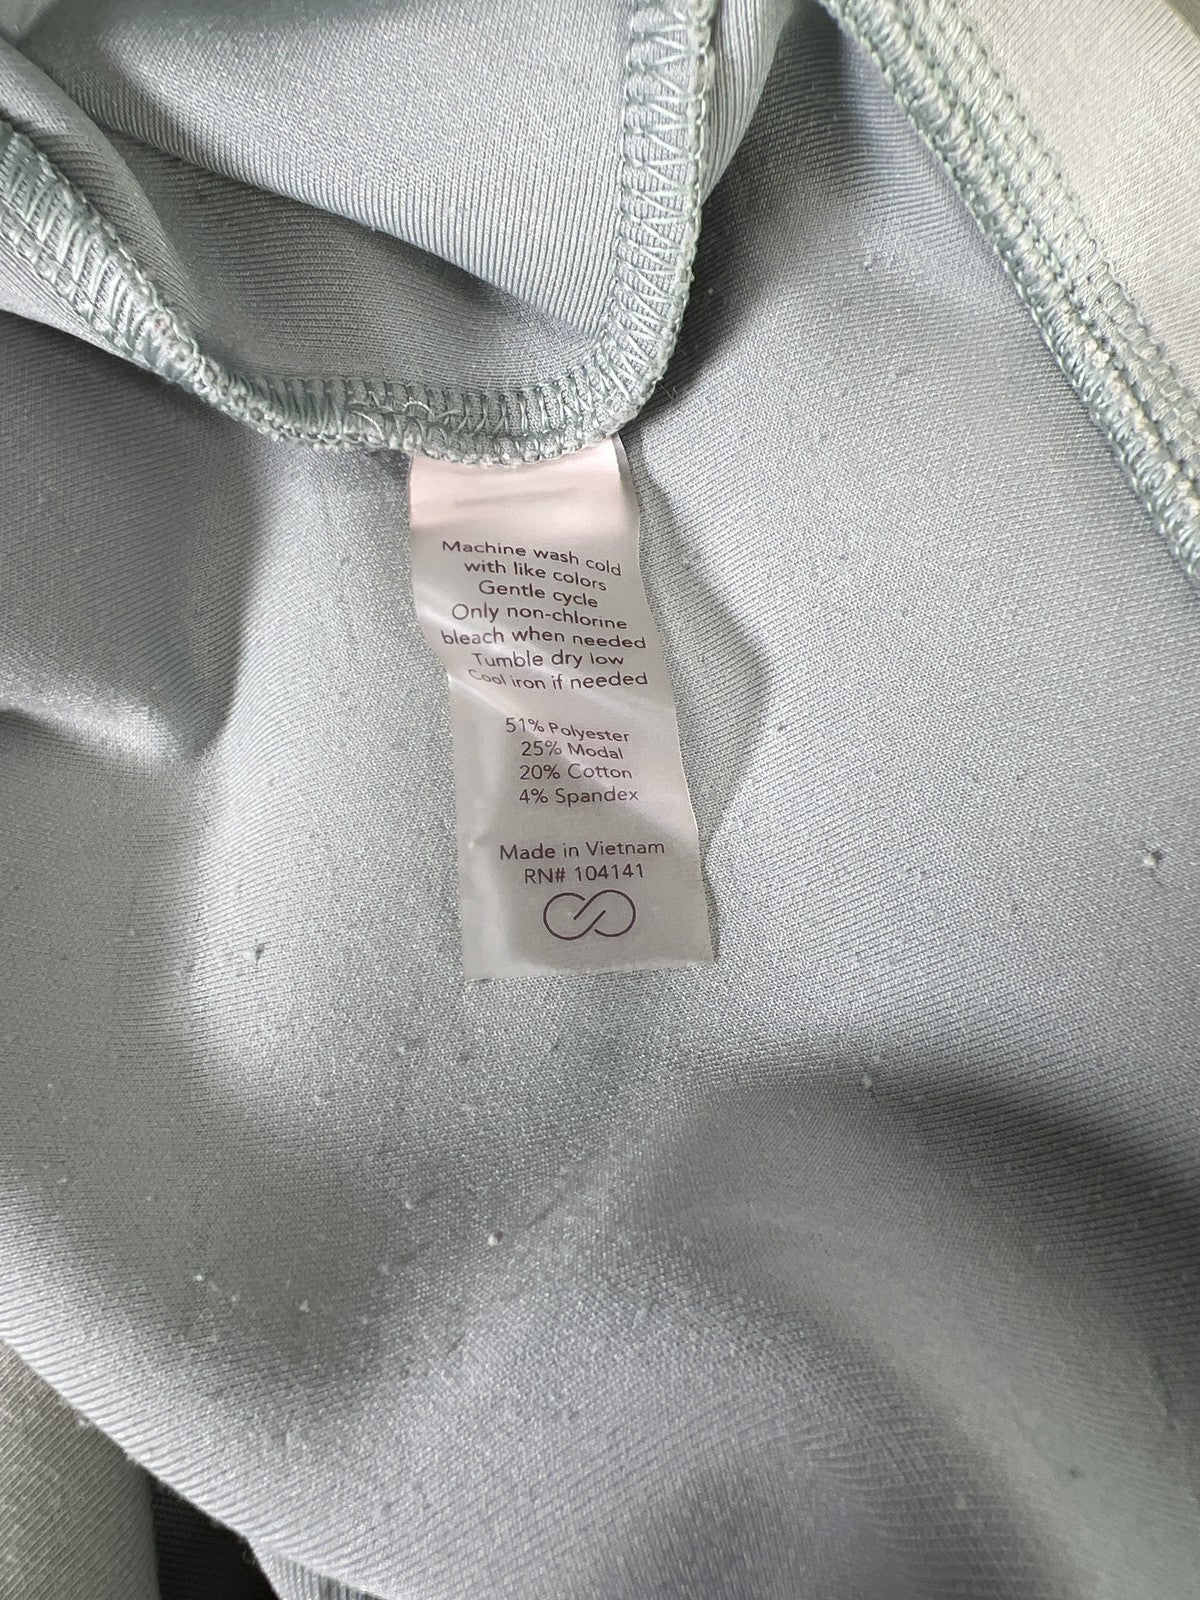 Machine wash cold
with like colors
Gentle cycle
Only non-chlorine
bleach when needed
Tumble dry low
Cool iron if needed
51% Polyester
25% Modal
20% Cotton
4% Spandex
Made in Vietnam
RN# 104141